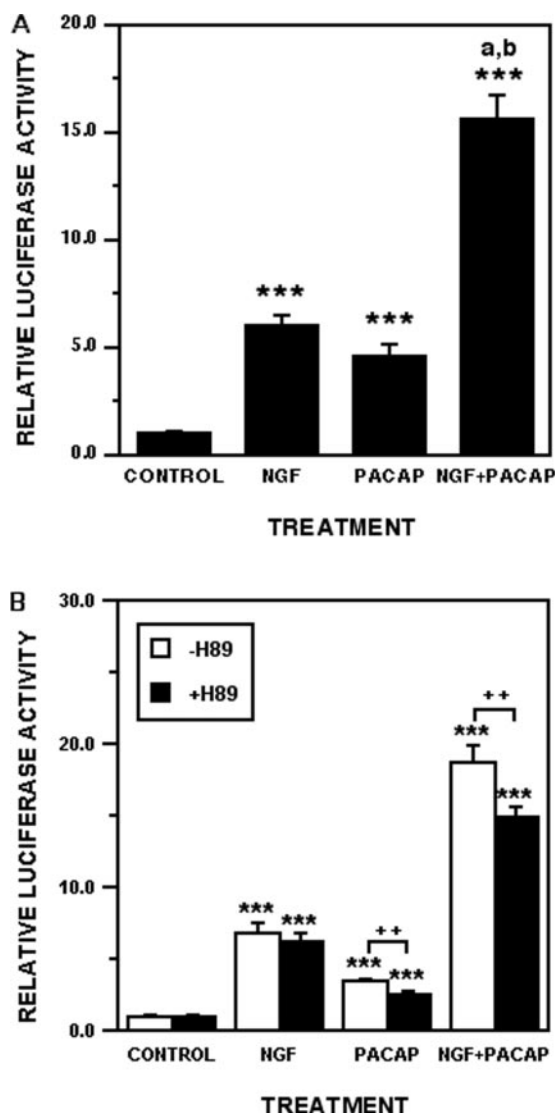 A
RELATIVE LUCIFERASE ACTIVITY
20.0
15.0
10.0
5.0
0.0
a,b
***
***
***
CONTROL NGF PACAP NGF+PACAP
TREATMENT
B
RELATIVE LUCIFERASE ACTIVITY
30.0
20.0
10.0
0.0
-H89
+H89
++
***
***
*** ***
++
***
***
CONTROL NGF PACAP NGF+PACAP
TREATMENT